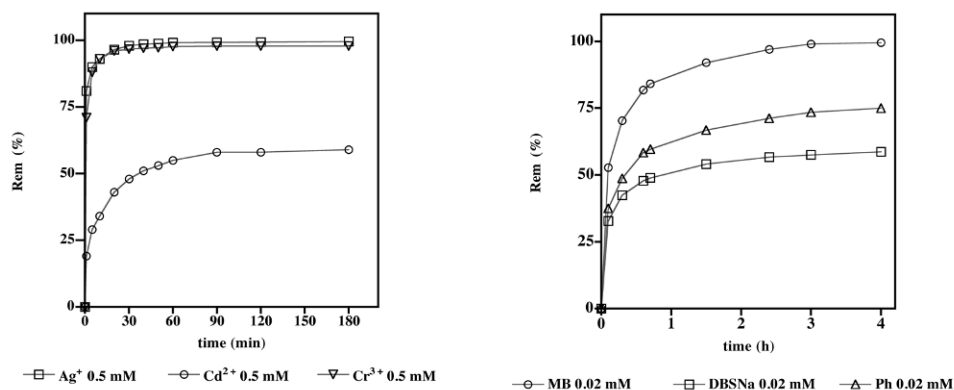 100
75
50
25
0
Rem (%)
0 30 60 90 120 150 180
time (min)
Ag⁺ 0.5 mM Cd²⁺ 0.5 mM Cr³⁺ 0.5 mM
100
75
50
25
0
Rem (%)
0 1 2 3 4
time (h)
MB 0.02 mM DBSNa 0.02 mM Ph 0.02 mM